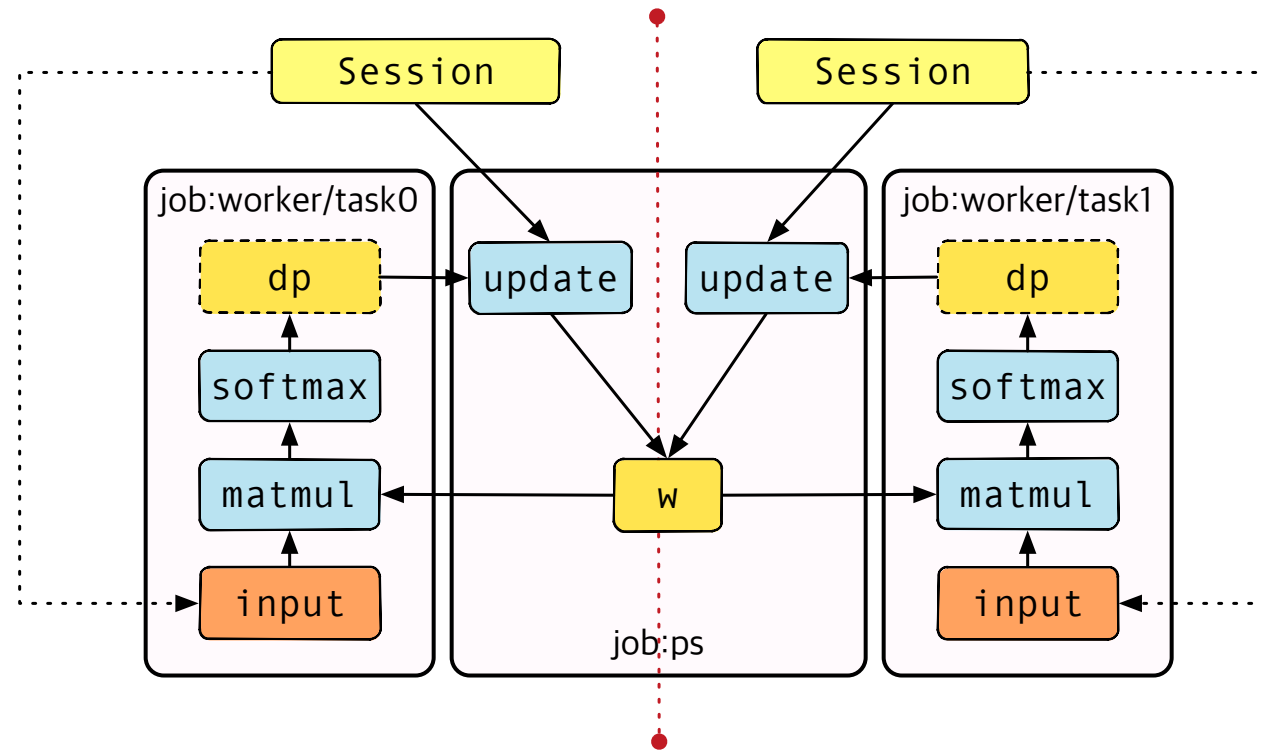 Session
Session
job:worker/task0
job:worker/task1
dp
update
update
dp
softmax
softmax
matmul
w
matmul
input
input
job:ps